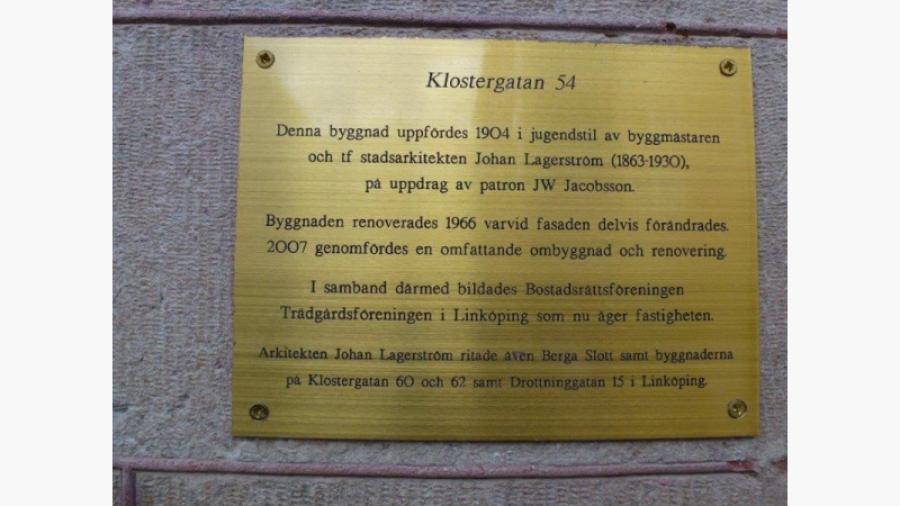 Klostergatan 54
Denna byggnad uppfördes 1904 i jugendstil av byggmästaren
och tf stadsarkitekten Johan Lagerström (1863-1930),
på uppdrag av patron JW Jacobsson.
Byggnaden renoverades 1966 varvid fasaden delvis förändrades.
2007 genomfördes en omfattande ombyggnad och renovering.
I samband därmed bildades Bostadsrättsföreningen
Trädgårdsföreningen i Linköping som nu äger fastigheten.
Arkitekten Johan Lagerström ritade även Berga Slott samt byggnaderna
på Klostergatan 60 och 62 samt Drottninggatan 15 i Linköping.